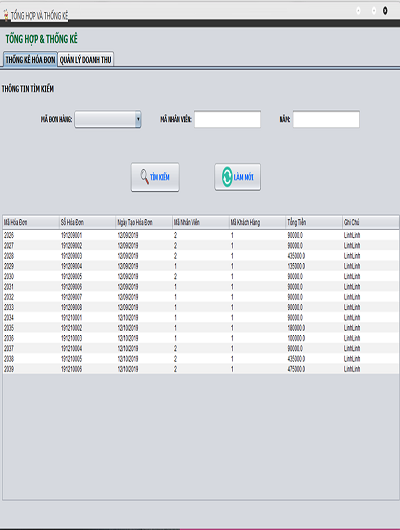 TỔNG HỢP VÀ THỐNG KÊ
TỔNG HỢP & THỐNG KÊ
THỐNG KÊ HÓA ĐƠN QUẢN LÝ DOANH THU
THÔNG TIN TÌM KIẾM
MÃ ĐƠN HÀNG: MÃ NHÂN VIÊN: NĂM:
TÌM KIẾM LÀM MỚI
Mã Hóa Đơn Số Hóa Đơn Ngày Tạo Hóa Đơn Mã Nhân Viên Mã Khách Hàng Tổng Tiền Ghi Chú
2026 191209001 12/09/2019 2 1 90000.0 LinhLinh
2027 191209002 12/09/2019 2 1 90000.0 LinhLinh
2028 191209003 12/09/2019 2 1 435000.0 LinhLinh
2029 191209004 12/09/2019 1 1 135000.0 LinhLinh
2030 191209005 12/09/2019 2 1 90000.0 LinhLinh
2031 191209006 12/09/2019 1 1 90000.0 LinhLinh
2032 191209007 12/09/2019 1 1 90000.0 LinhLinh
2033 191209008 12/09/2019 2 1 90000.0 LinhLinh
2034 191210001 12/10/2019 1 1 90000.0 LinhLinh
2035 191210002 12/10/2019 1 1 180000.0 LinhLinh
2036 191210003 12/10/2019 1 1 100000.0 LinhLinh
2037 191210004 12/10/2019 2 1 90000.0 LinhLinh
2038 191210005 12/10/2019 2 1 435000.0 LinhLinh
2039 191210006 12/10/2019 2 1 475000.0 LinhLinh